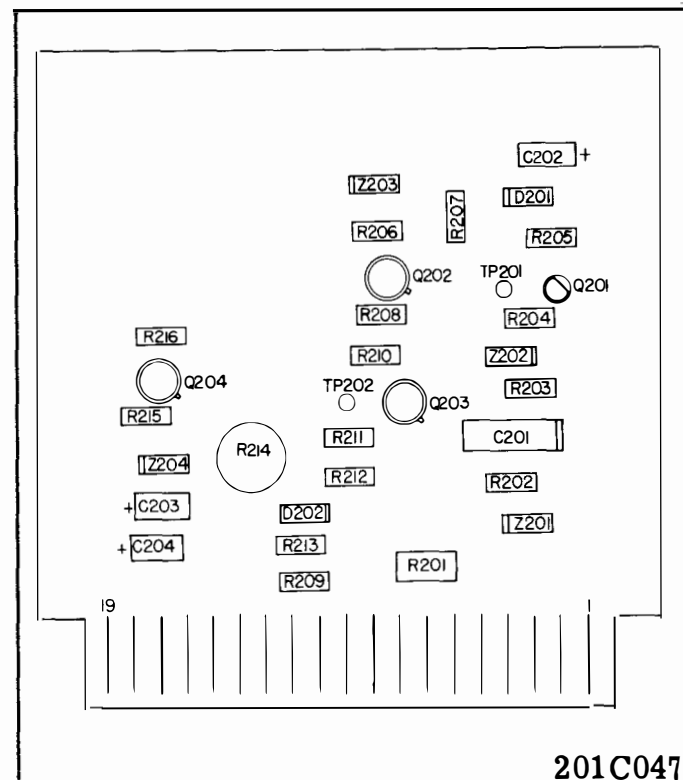 C202 +
Z203
D201
R207
R206
R205
Q202
TP201
Q201
R208
R204
R216
R210
Z202
Q204
TP202
R203
Q203
R215
R211
C201
R214
Z204
R212
R202
+ C203
D202
Z201
+ C204
R213
R201
R209
19
1
201C047